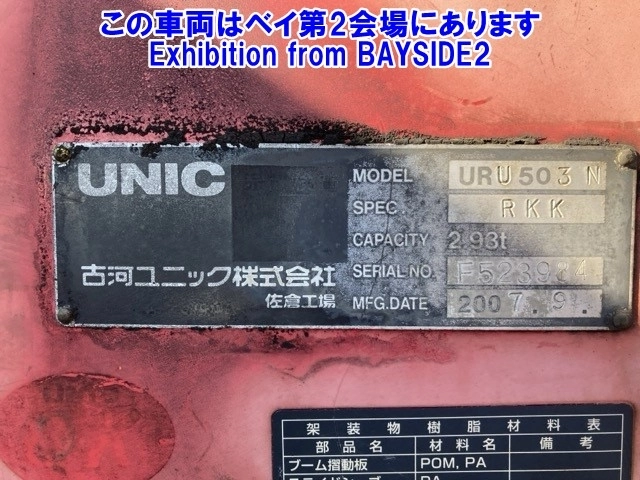 この車両はベイ第2会場にあります
Exhibition from BAYSIDE2
UNIC
MODEL URU503N
SPEC. RKK
CAPACITY 2.93t
古河ユニック株式会社
SERIAL NO.
佐倉工場
MFG.DATE 2007.9
架装物樹脂材料表
部品名 材料名 備考
ブーム摺動板 POM, PA